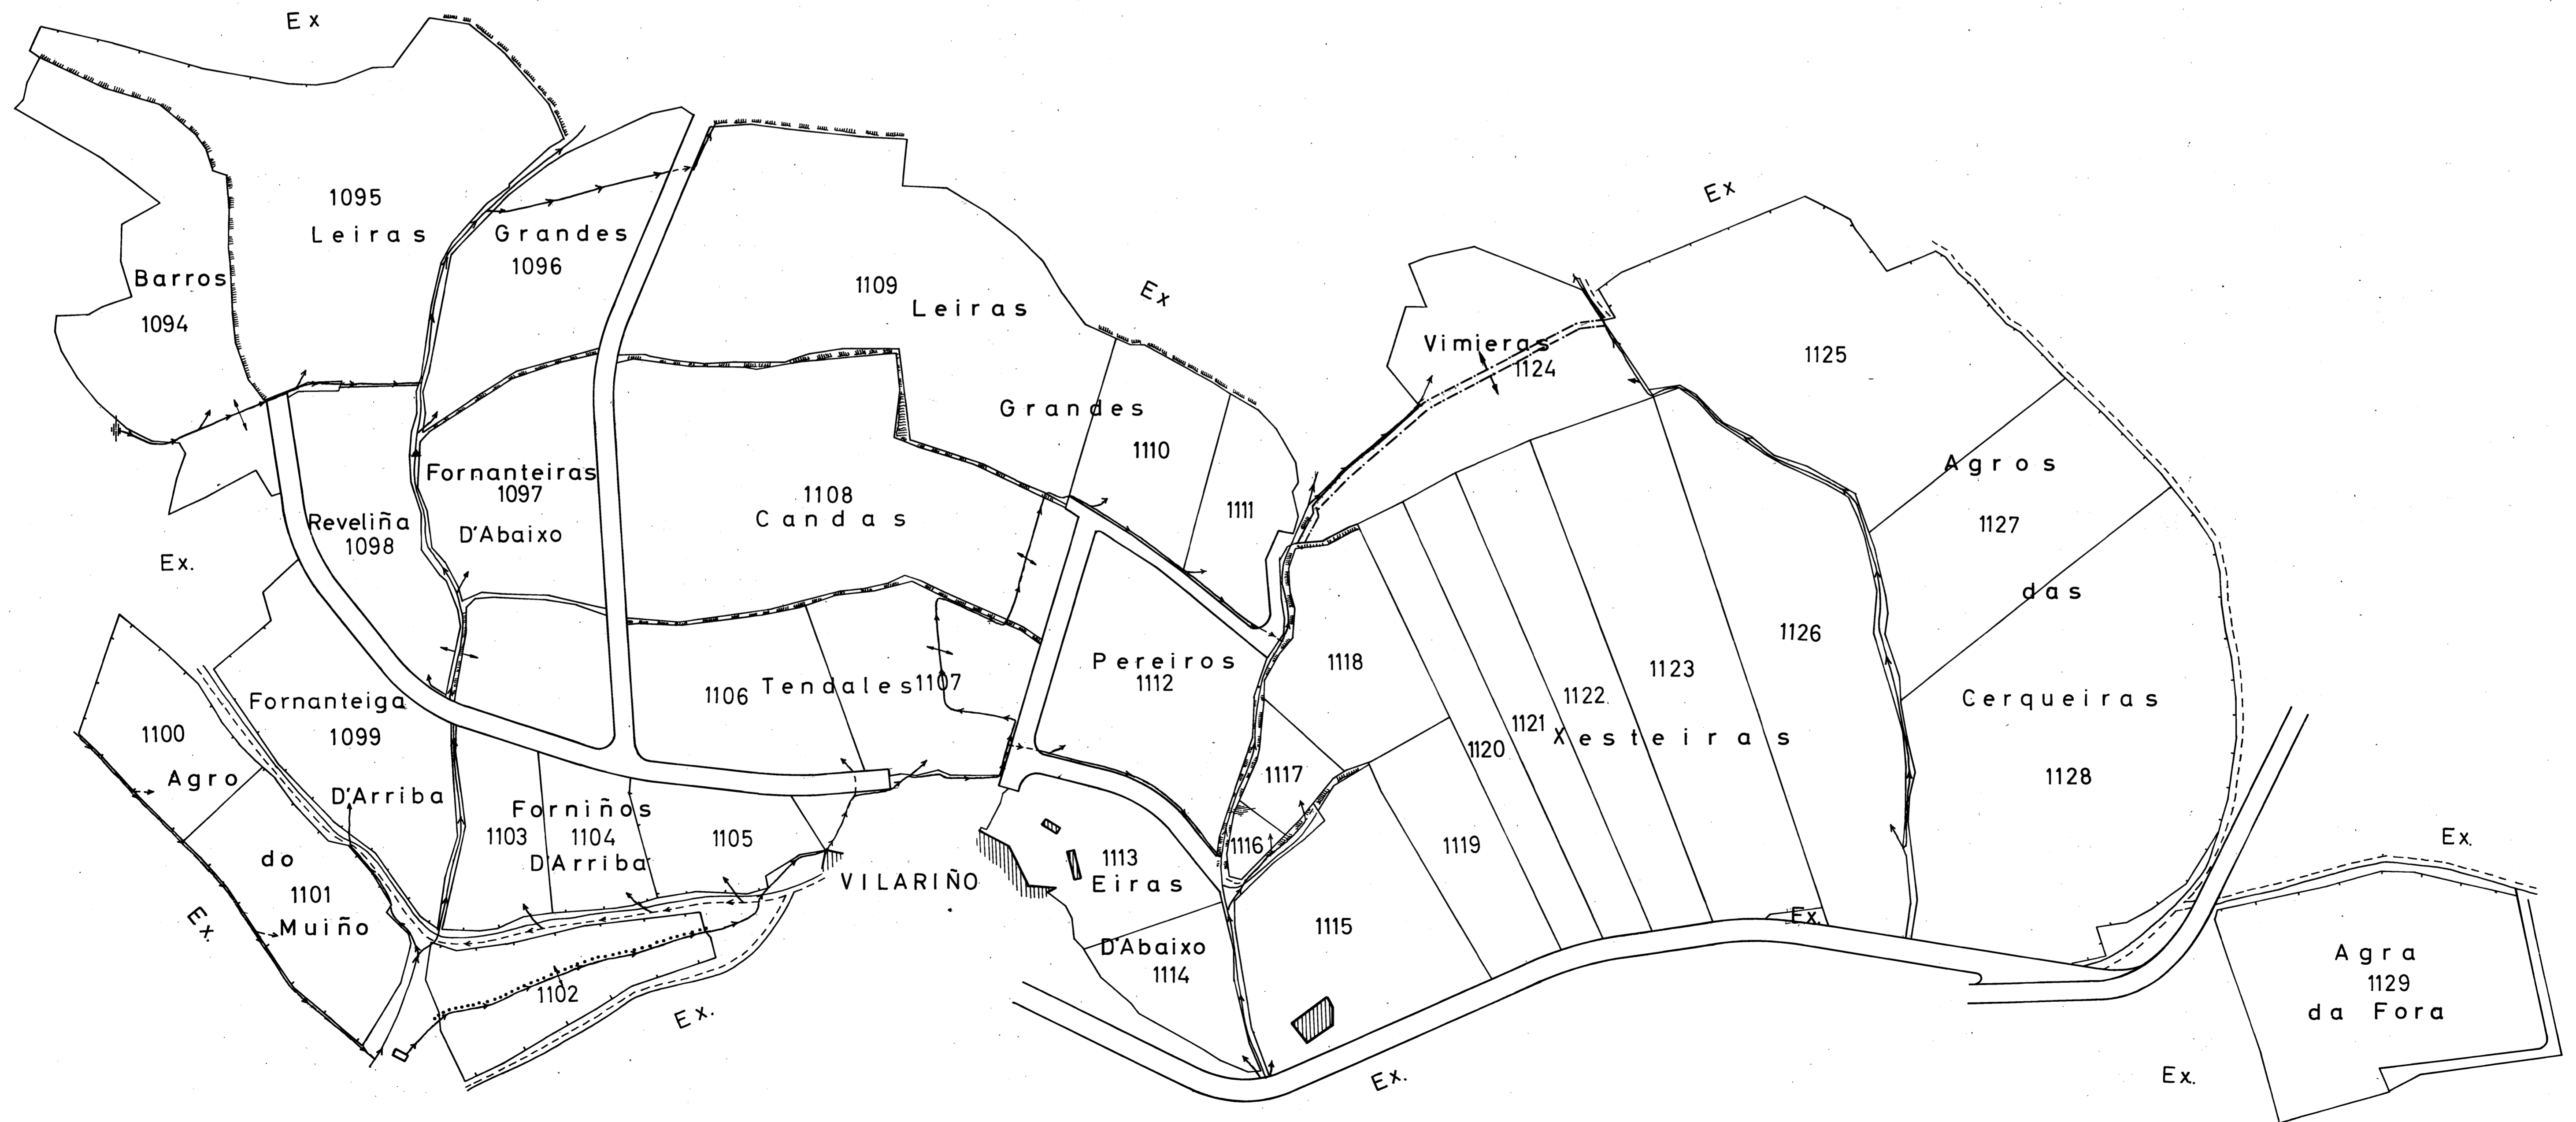 Ex
1095
Leiras
Grandes
1096
Barros
1094
1109
Leiras
Ex
Grandes
1110
1111
Fornanteiras
1097
D'Abaixo
1108
Candas
Reveliña
1098
Ex.
Ex
Vimieras
1124
1125
Agros
1127
das
Cerqueiras
1128
1126
1123
1122
1121
1120
Xesteiras
1118
1117
1116
1119
1115
Ex.
Pereiros
1112
1106
Tendales
1107
Fornanteiga
1099
D'Arriba
1100
Agro
do
1101
Muiño
Ex.
Forniños
1103
1104
1105
D'Arriba
VILARIÑO
1102
Ex.
1113
Eiras
D'Abaixo
1114
Ex.
Ex.
Agra
1129
da Fora
Ex.